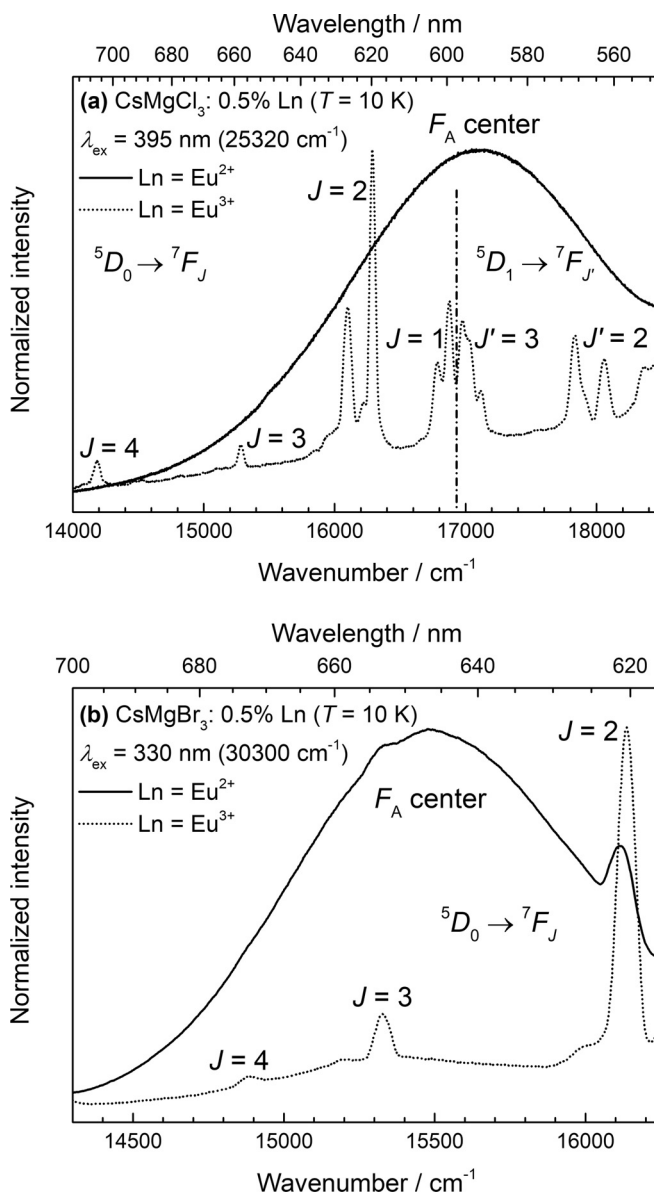 Wavelength / nm
700 680 660 640 620 600 580 560
(a) CsMgCl₃: 0.5% Ln (T = 10 K)
λex = 395 nm (25320 cm⁻¹)
Ln = Eu²⁺
Ln = Eu³⁺
FA center
J = 2
⁵D₀ → ⁷FJ
⁵D₁ → ⁷FJ'
J = 1
J' = 3
J' = 2
J = 4
J = 3
Normalized intensity
14000 15000 16000 17000 18000
Wavenumber / cm⁻¹
Wavelength / nm
700 680 660 640 620
(b) CsMgBr₃: 0.5% Ln (T = 10 K)
λex = 330 nm (30300 cm⁻¹)
Ln = Eu²⁺
Ln = Eu³⁺
J = 2
FA center
⁵D₀ → ⁷FJ
J = 3
J = 4
Normalized intensity
14500 15000 15500 16000
Wavenumber / cm⁻¹